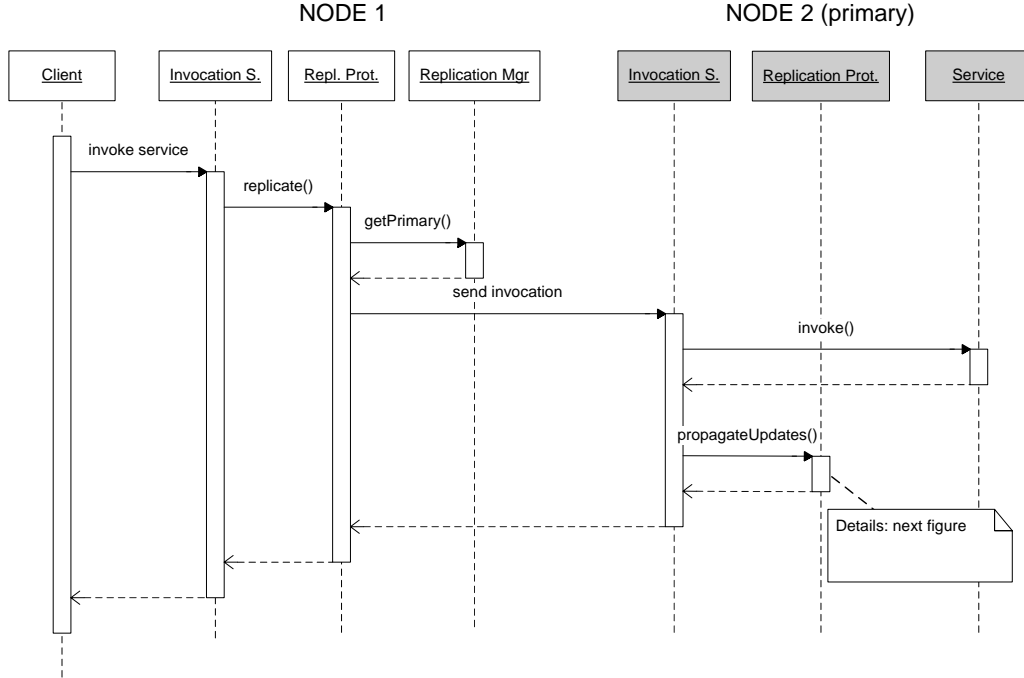 NODE 1
NODE 2 (primary)
Client
Invocation S.
Repl. Prot.
Replication Mgr
Invocation S.
Replication Prot.
Service
invoke service
replicate()
getPrimary()
send invocation
invoke()
propagateUpdates()
Details: next figure